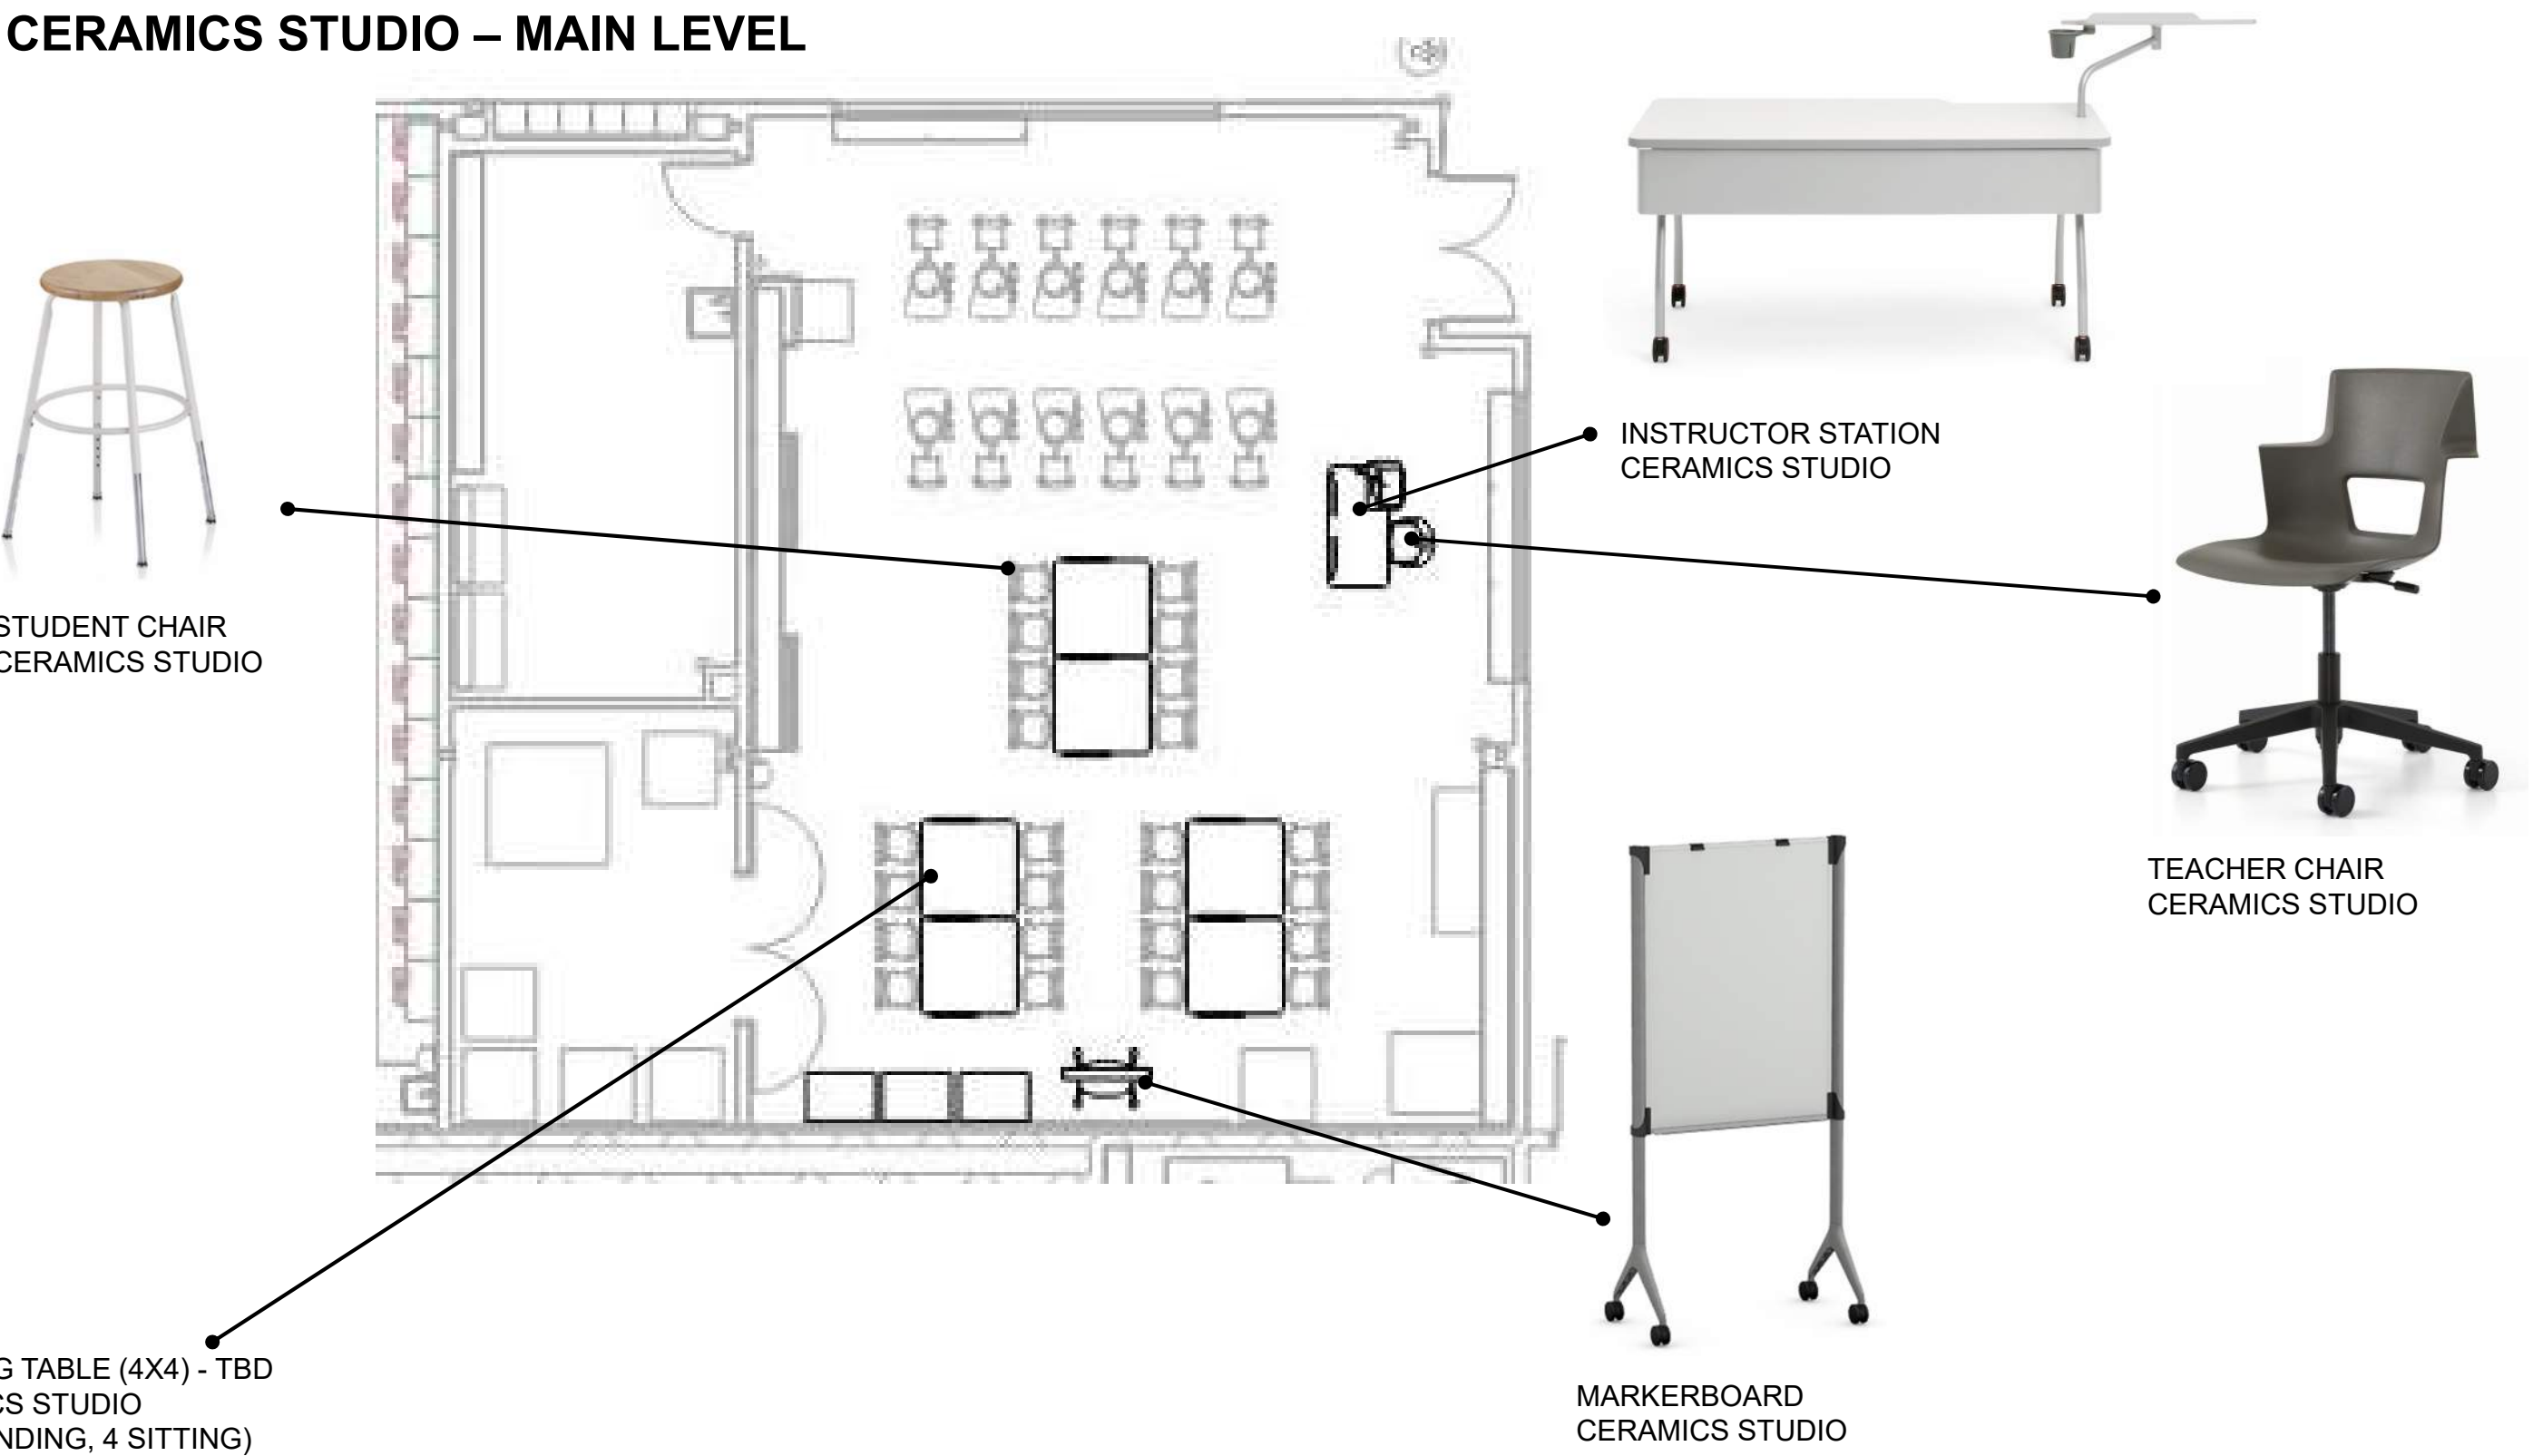 CERAMICS STUDIO – MAIN LEVEL
INSTRUCTOR STATION
CERAMICS STUDIO
STUDENT CHAIR
CERAMICS STUDIO
TEACHER CHAIR
CERAMICS STUDIO
G TABLE (4X4) - TBD
CS STUDIO
NDING, 4 SITTING)
MARKERBOARD
CERAMICS STUDIO